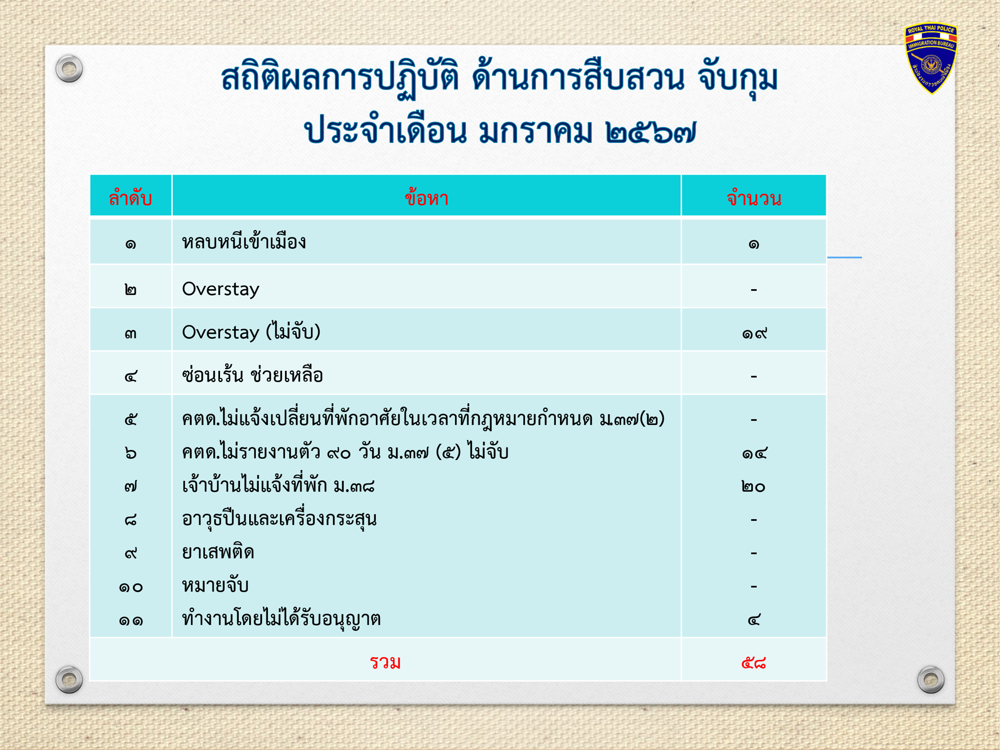 ROYAL THAI POLICE
IMMIGRATION BUREAU
สำนักงานตรวจคนเข้าเมือง
สถิติผลการปฏิบัติ ด้านการสืบสวน จับกุม
ประจำเดือน มกราคม ๒๕๖๗
ลำดับ ข้อหา จำนวน
๑ หลบหนีเข้าเมือง ๑
๒ Overstay -
๓ Overstay (ไม่จับ) ๑๙
๔ ซ่อนเร้น ช่วยเหลือ -
๕ คตด.ไม่แจ้งเปลี่ยนที่พักอาศัยในเวลาที่กฎหมายกำหนด ม.๓๗(๒) -
๖ คตด.ไม่รายงานตัว ๙๐ วัน ม.๓๗ (๕) ไม่จับ ๑๔
๗ เจ้าบ้านไม่แจ้งที่พัก ม.๓๘ ๒๐
๘ อาวุธปืนและเครื่องกระสุน -
๙ ยาเสพติด -
๑๐ หมายจับ -
๑๑ ทำงานโดยไม่ได้รับอนุญาต ๔
รวม ๕๘